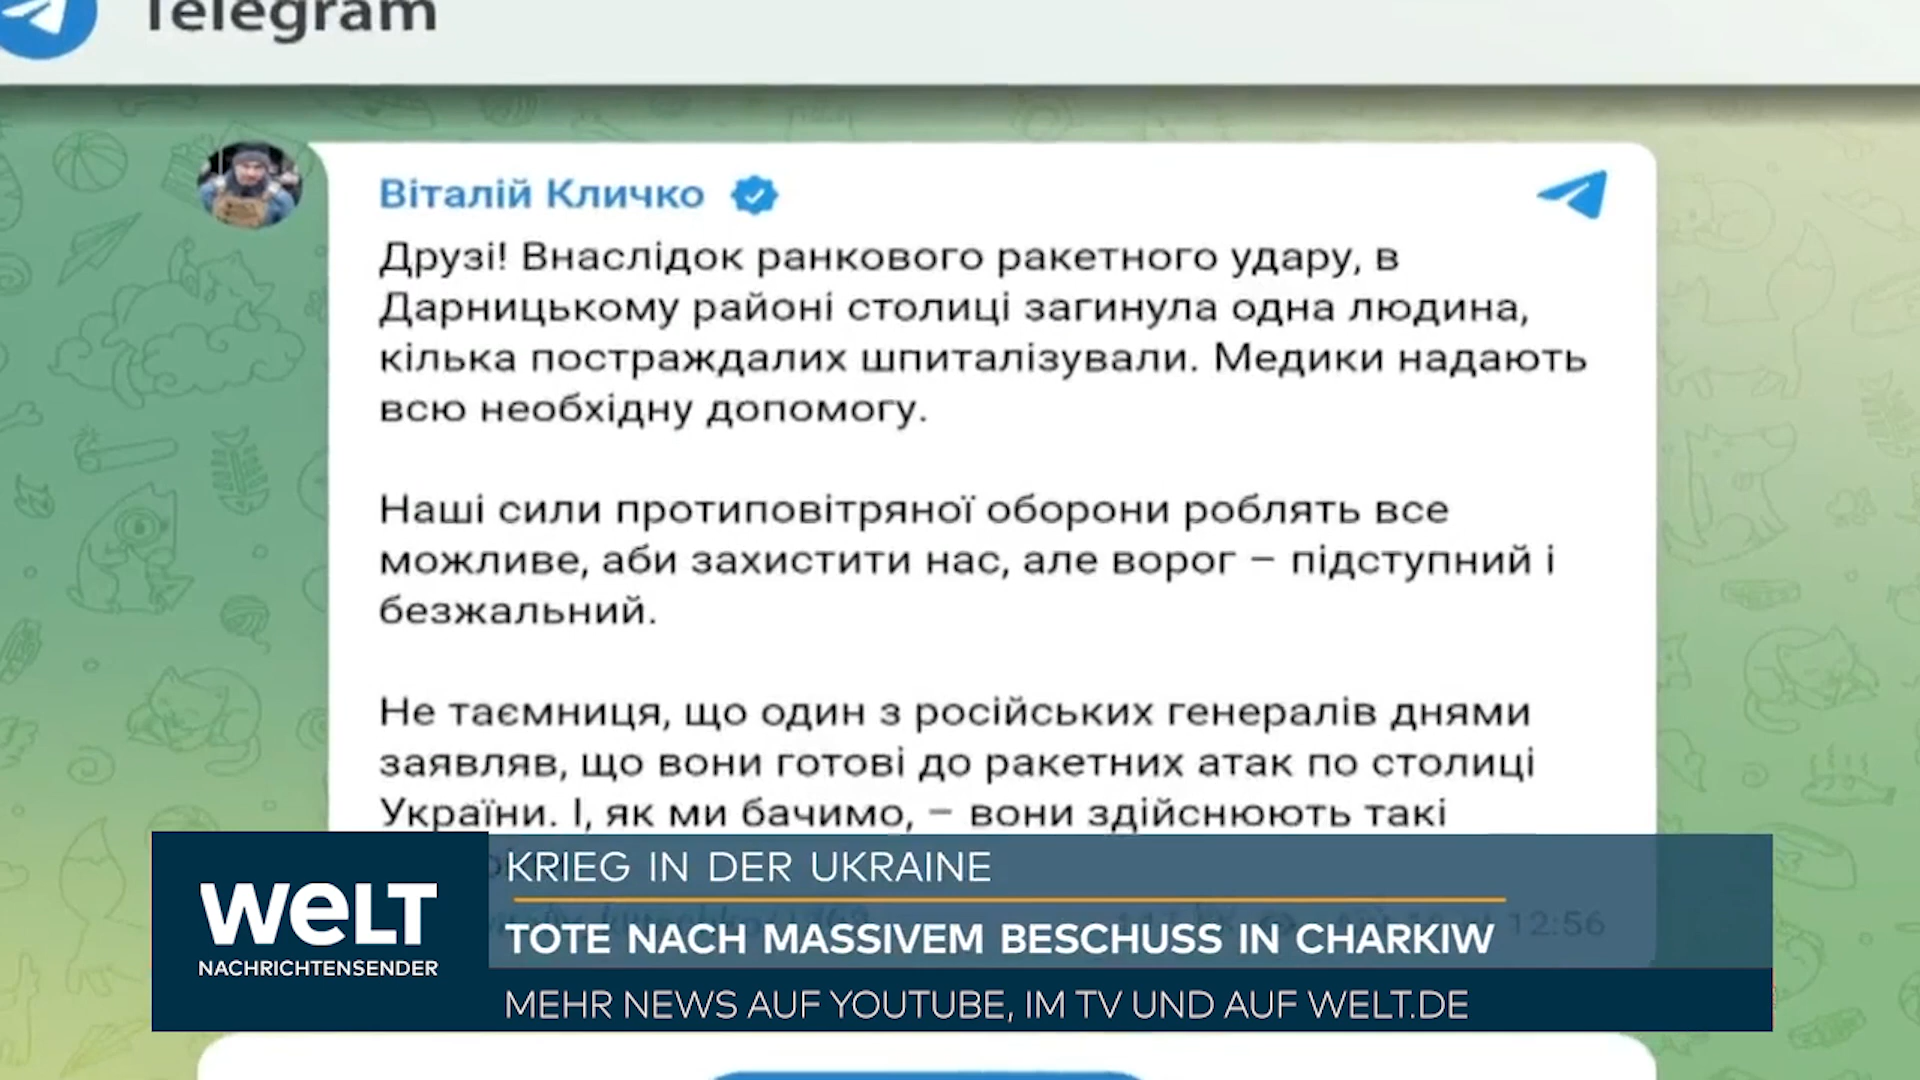 Telegram
Віталій Кличко
Друзі! Внаслідок ранкового ракетного удару, в
Дарницькому районі столиці загинула одна людина,
кілька постраждалих шпиталізували. Медики надають
всю необхідну допомогу.
Наші сили протиповітряної оборони роблять все
можливе, аби захистити нас, але ворог – підступний і
безжальний.
Не таємниця, що один з російських генералів днями
заявляв, що вони готові до ракетних атак по столиці
України. І, як ми бачимо, – вони здійснюють такі
12:56
KRIEG IN DER UKRAINE
TOTE NACH MASSIVEM BESCHUSS IN CHARKIW
MEHR NEWS AUF YOUTUBE, IM TV UND AUF WELT.DE
WELT
NACHRICHTENSENDER